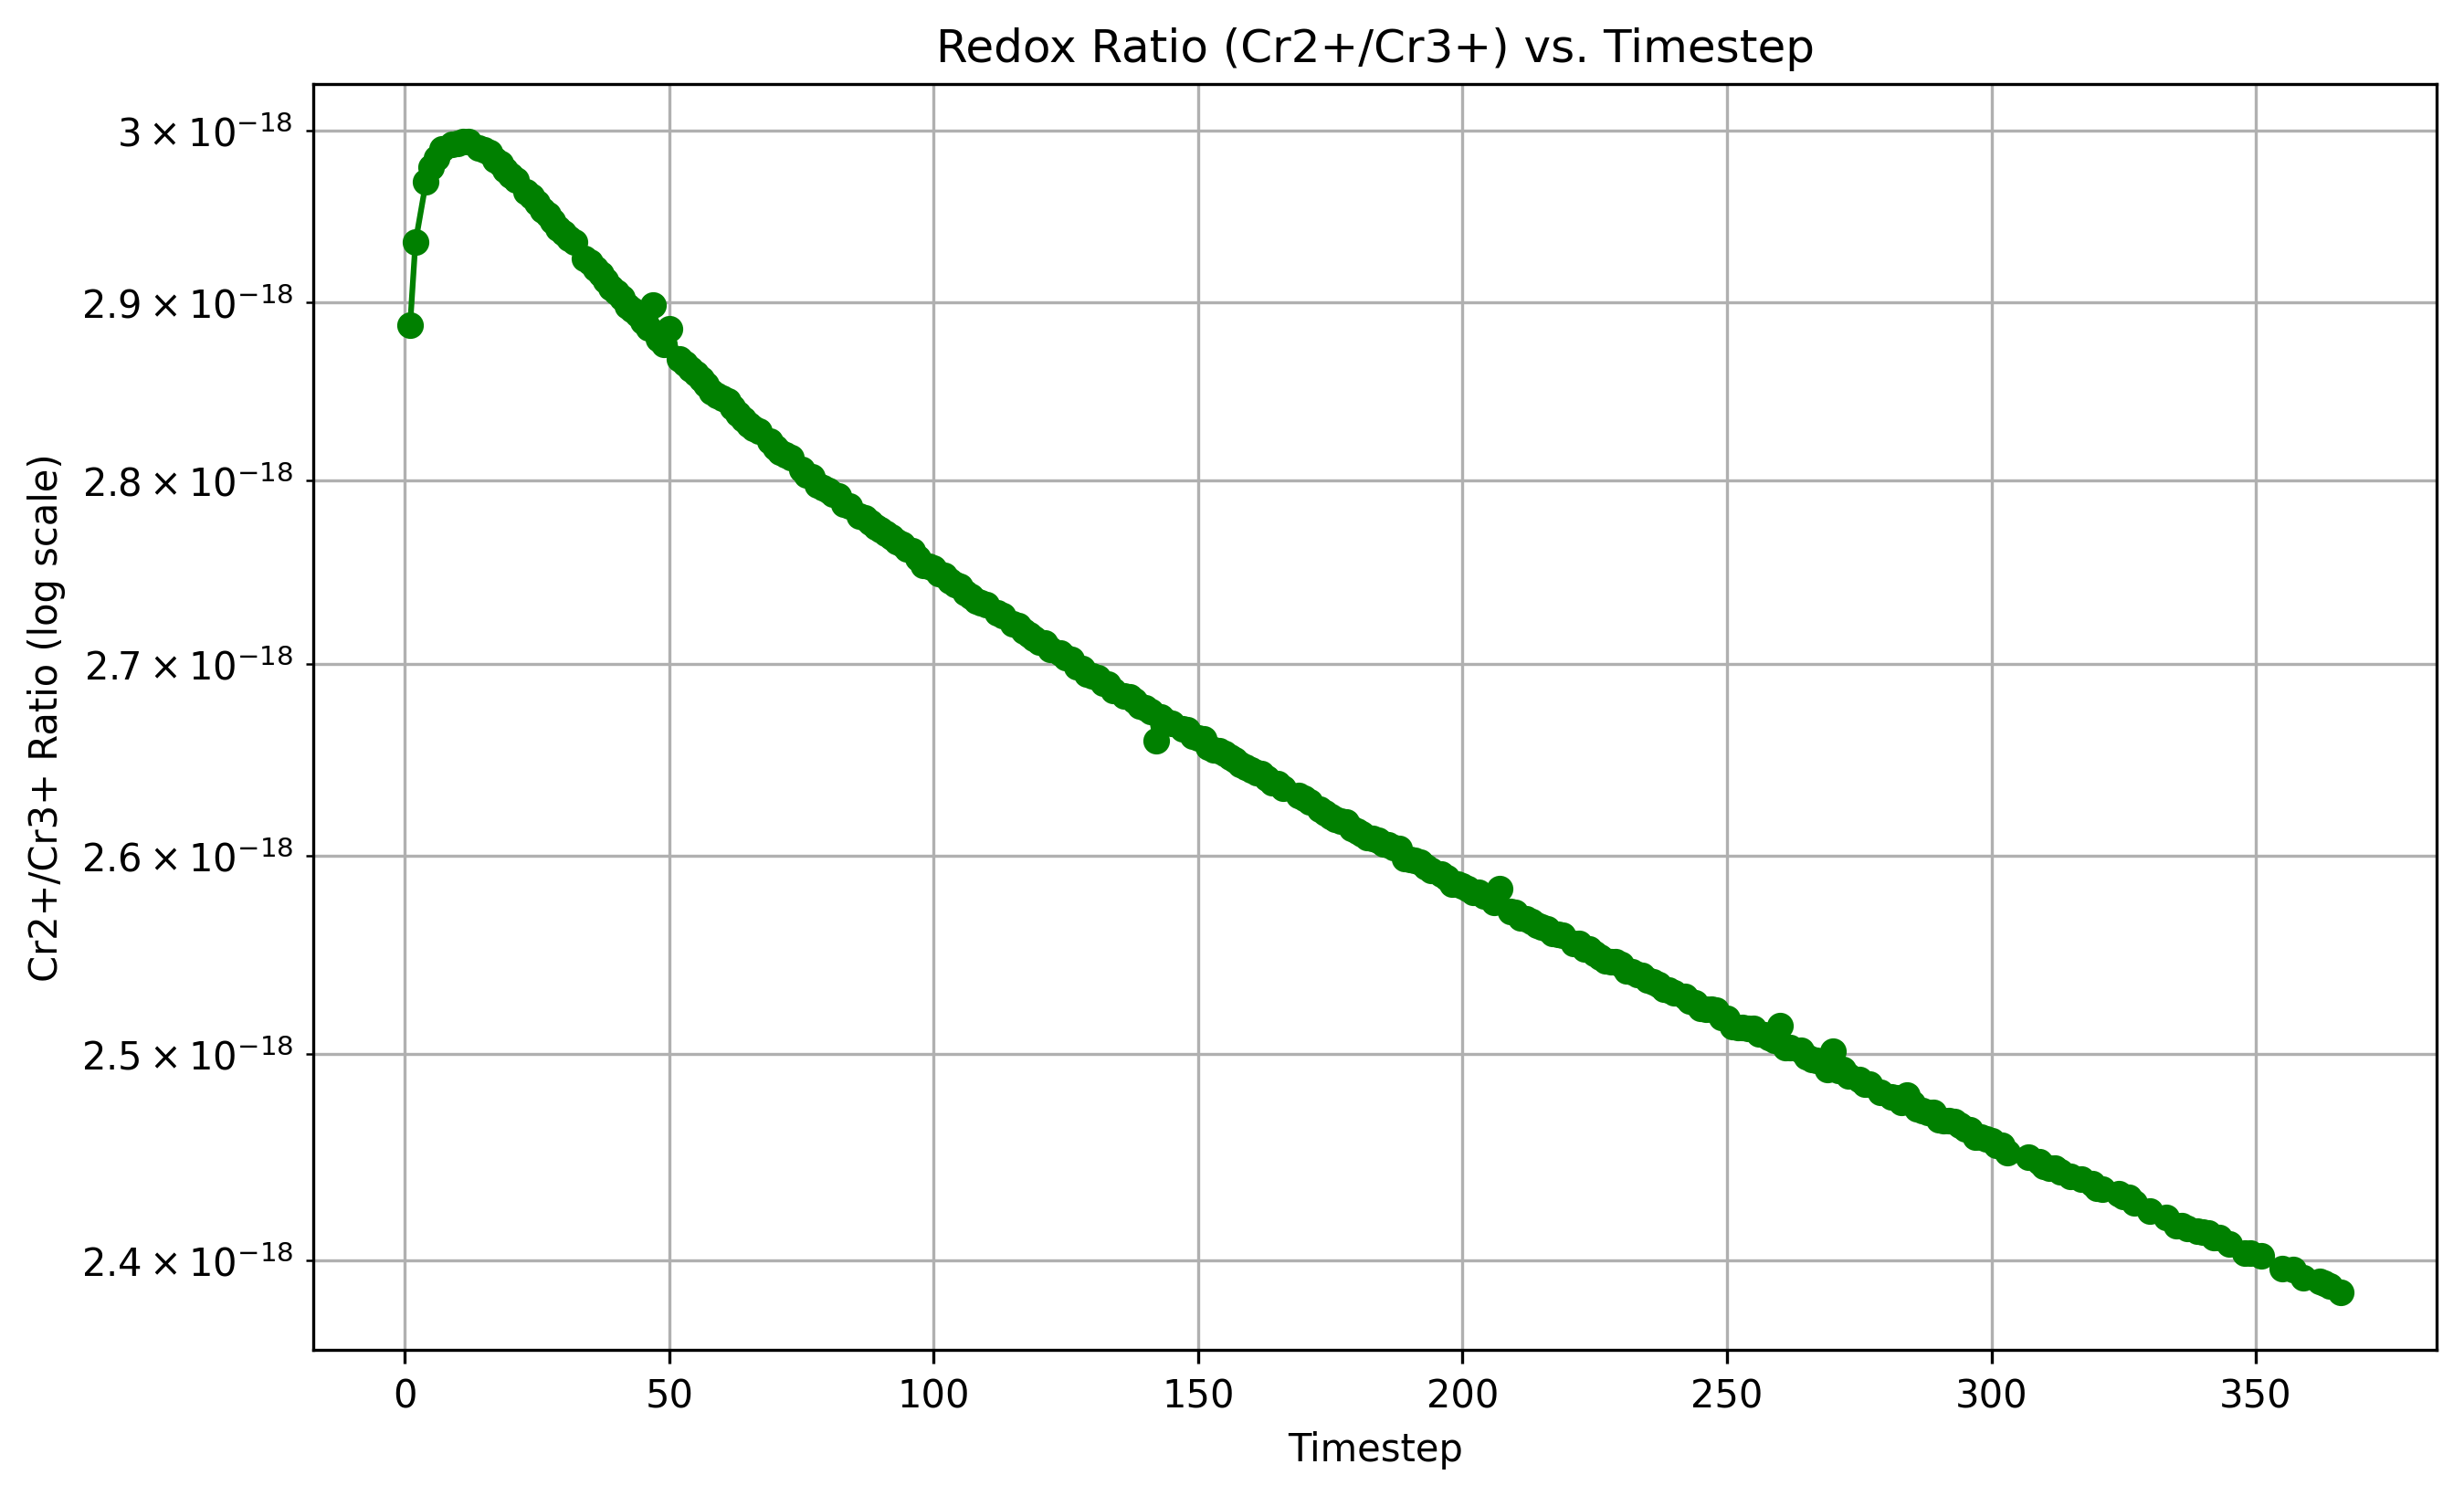 Redox Ratio (Cr2+/Cr3+) vs. Timestep
Cr2+/Cr3+ Ratio (log scale)
3 × 10⁻¹⁸
2.9 × 10⁻¹⁸
2.8 × 10⁻¹⁸
2.7 × 10⁻¹⁸
2.6 × 10⁻¹⁸
2.5 × 10⁻¹⁸
2.4 × 10⁻¹⁸
0 50 100 150 200 250 300 350
Timestep